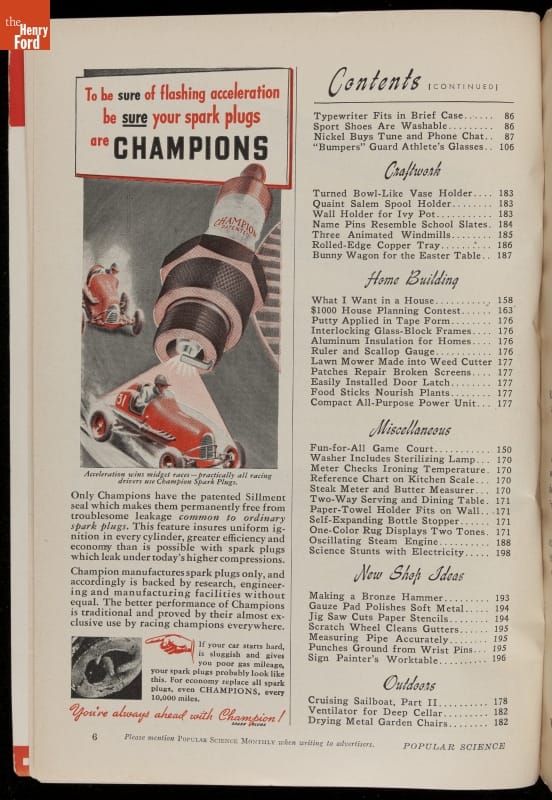 the
Henry
Ford
To be sure of flashing acceleration
be sure your spark plugs
are CHAMPIONS
CHAMPION
31
Acceleration wins midget races—practically all racing
drivers use Champion Spark Plugs.
Only Champions have the patented Sillment
seal which makes them permanently free from
troublesome leakage common to ordinary
spark plugs. This feature insures uniform ig-
nition in every cylinder, greater efficiency and
economy than is possible with spark plugs
which leak under today's higher compressions.
Champion manufactures spark plugs only, and
accordingly is backed by research, engineer-
ing and manufacturing facilities without
equal. The better performance of Champions
is traditional and proved by their almost ex-
clusive use by racing champions everywhere.
If your car starts hard,
is sluggish and gives
you poor gas mileage,
your spark plugs probably look like
this. For economy replace all spark
plugs, even CHAMPIONS, every
10,000 miles.
You're always ahead with Champion!
Contents [CONTINUED]
Typewriter Fits in Brief Case...... 86
Sport Shoes Are Washable......... 86
Nickel Buys Tune and Phone Chat.. 87
"Bumpers" Guard Athlete's Glasses.. 106
Craftwork
Turned Bowl-Like Vase Holder.... 183
Quaint Salem Spool Holder........ 183
Wall Holder for Ivy Pot........... 183
Name Pins Resemble School Slates. 184
Three Animated Windmills........ 185
Rolled-Edge Copper Tray......... 186
Bunny Wagon for the Easter Table.. 187
Home Building
What I Want in a House.......... 158
$1000 House Planning Contest...... 163
Putty Applied in Tape Form........ 176
Interlocking Glass-Block Frames.... 176
Aluminum Insulation for Homes.... 176
Ruler and Scallop Gauge........... 176
Lawn Mower Made into Weed Cutter 177
Patches Repair Broken Screens..... 177
Easily Installed Door Latch........ 177
Food Sticks Nourish Plants........ 177
Compact All-Purpose Power Unit... 177
Miscellaneous
Fun-for-All Game Court........... 150
Washer Includes Sterilizing Lamp... 170
Meter Checks Ironing Temperature. 170
Reference Chart on Kitchen Scale... 170
Steak Meter and Butter Measurer... 170
Two-Way Serving and Dining Table. 171
Paper-Towel Holder Fits on Wall... 171
Self-Expanding Bottle Stopper...... 171
One-Color Rug Displays Two Tones. 171
Oscillating Steam Engine.......... 188
Science Stunts with Electricity..... 198
New Shop Ideas
Making a Bronze Hammer......... 193
Gauze Pad Polishes Soft Metal..... 194
Jig Saw Cuts Paper Stencils........ 194
Scratch Wheel Cleans Gutters...... 195
Measuring Pipe Accurately......... 195
Punches Ground from Wrist Pins... 195
Sign Painter's Worktable.......... 196
Outdoors
Cruising Sailboat, Part II.......... 178
Ventilator for Deep Cellar......... 182
Drying Metal Garden Chairs....... 182
6
Please mention POPULAR SCIENCE MONTHLY when writing to advertisers.
POPULAR SCIENCE